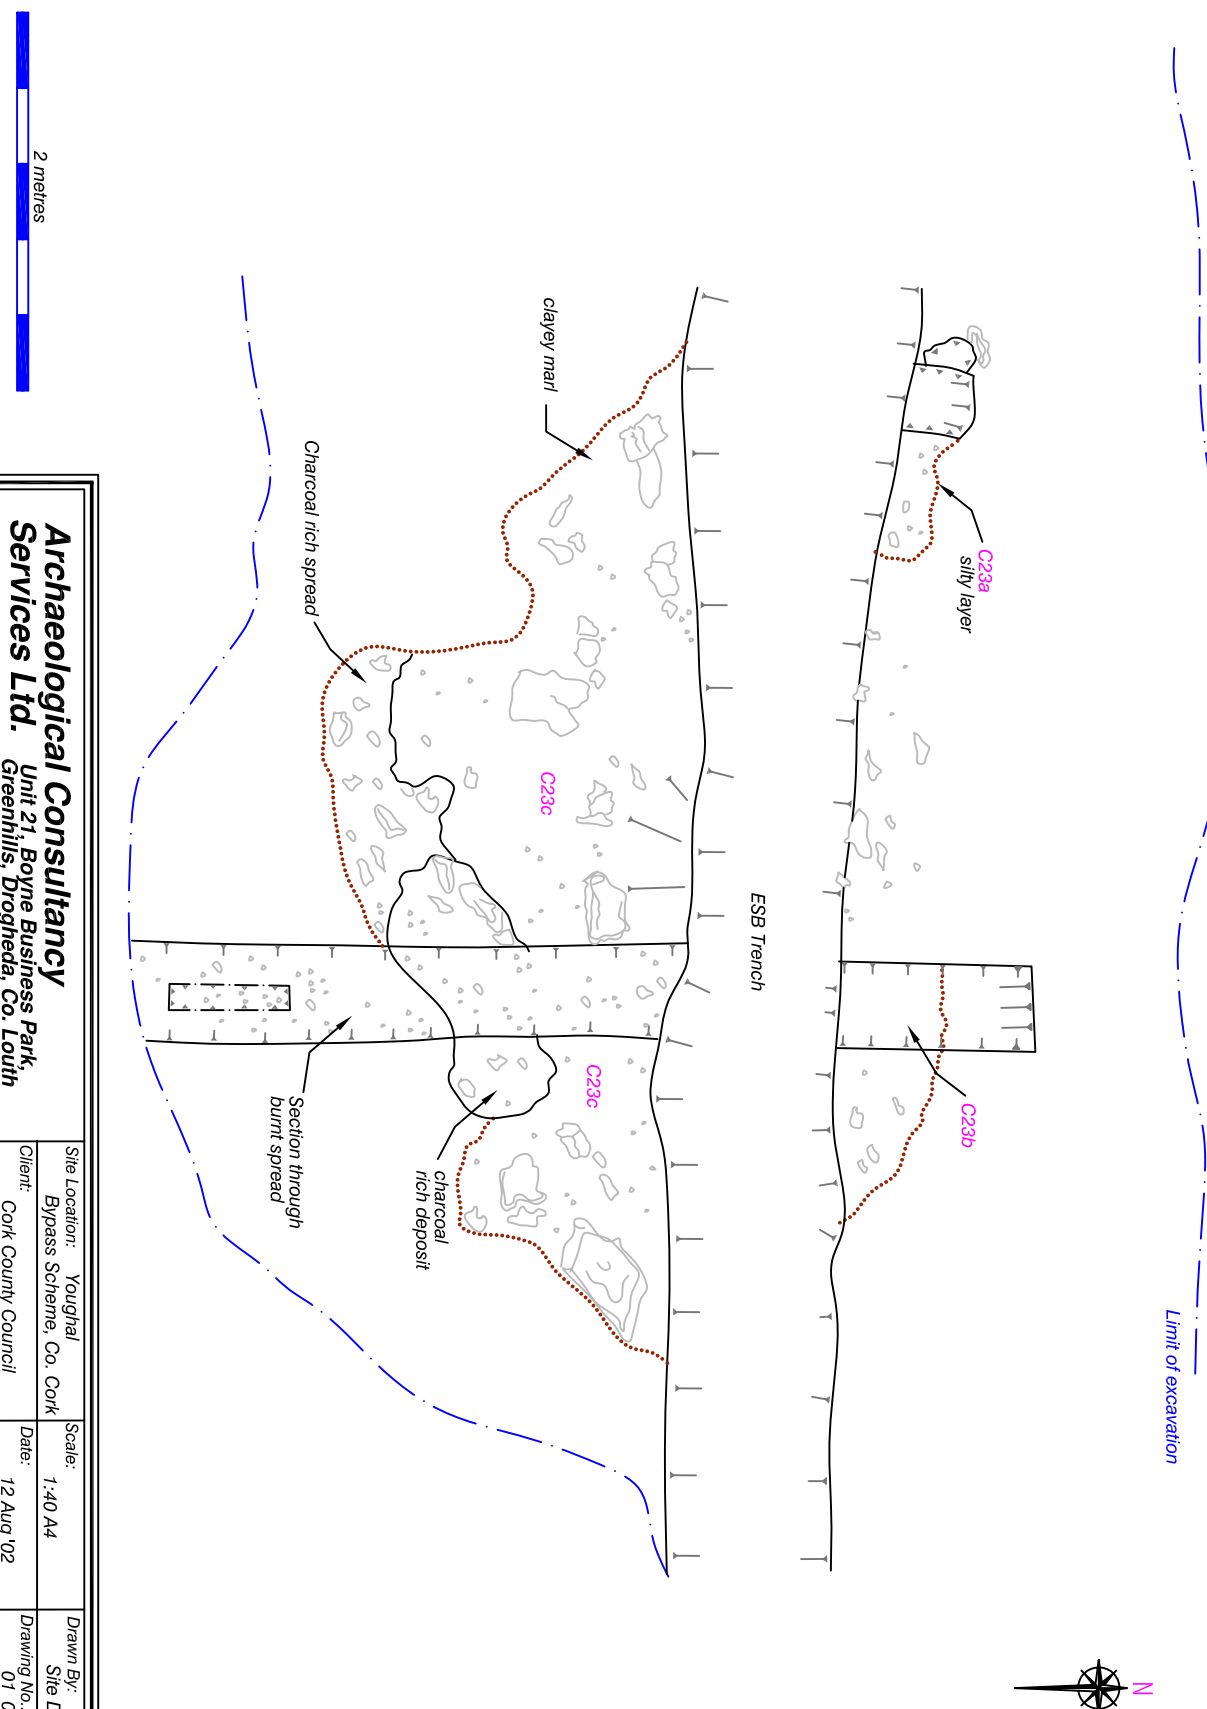 Limit of excavation
N
C23a
silty layer
C23b
ESB Trench
clayey marl
C23c
C23c
Charcoal rich spread
charcoal
rich deposit
Section through
burnt spread
2 metres
Archaeological Consultancy
Services Ltd. Unit 21, Boyne Business Park,
Greenhills, Drogheda, Co. Louth
Site Location: Youghal
Bypass Scheme, Co. Cork
Client: Cork County Council
Scale:
1:40 A4
Date: 12 Aug '02
Drawn By:
Site
Drawing No.:
01